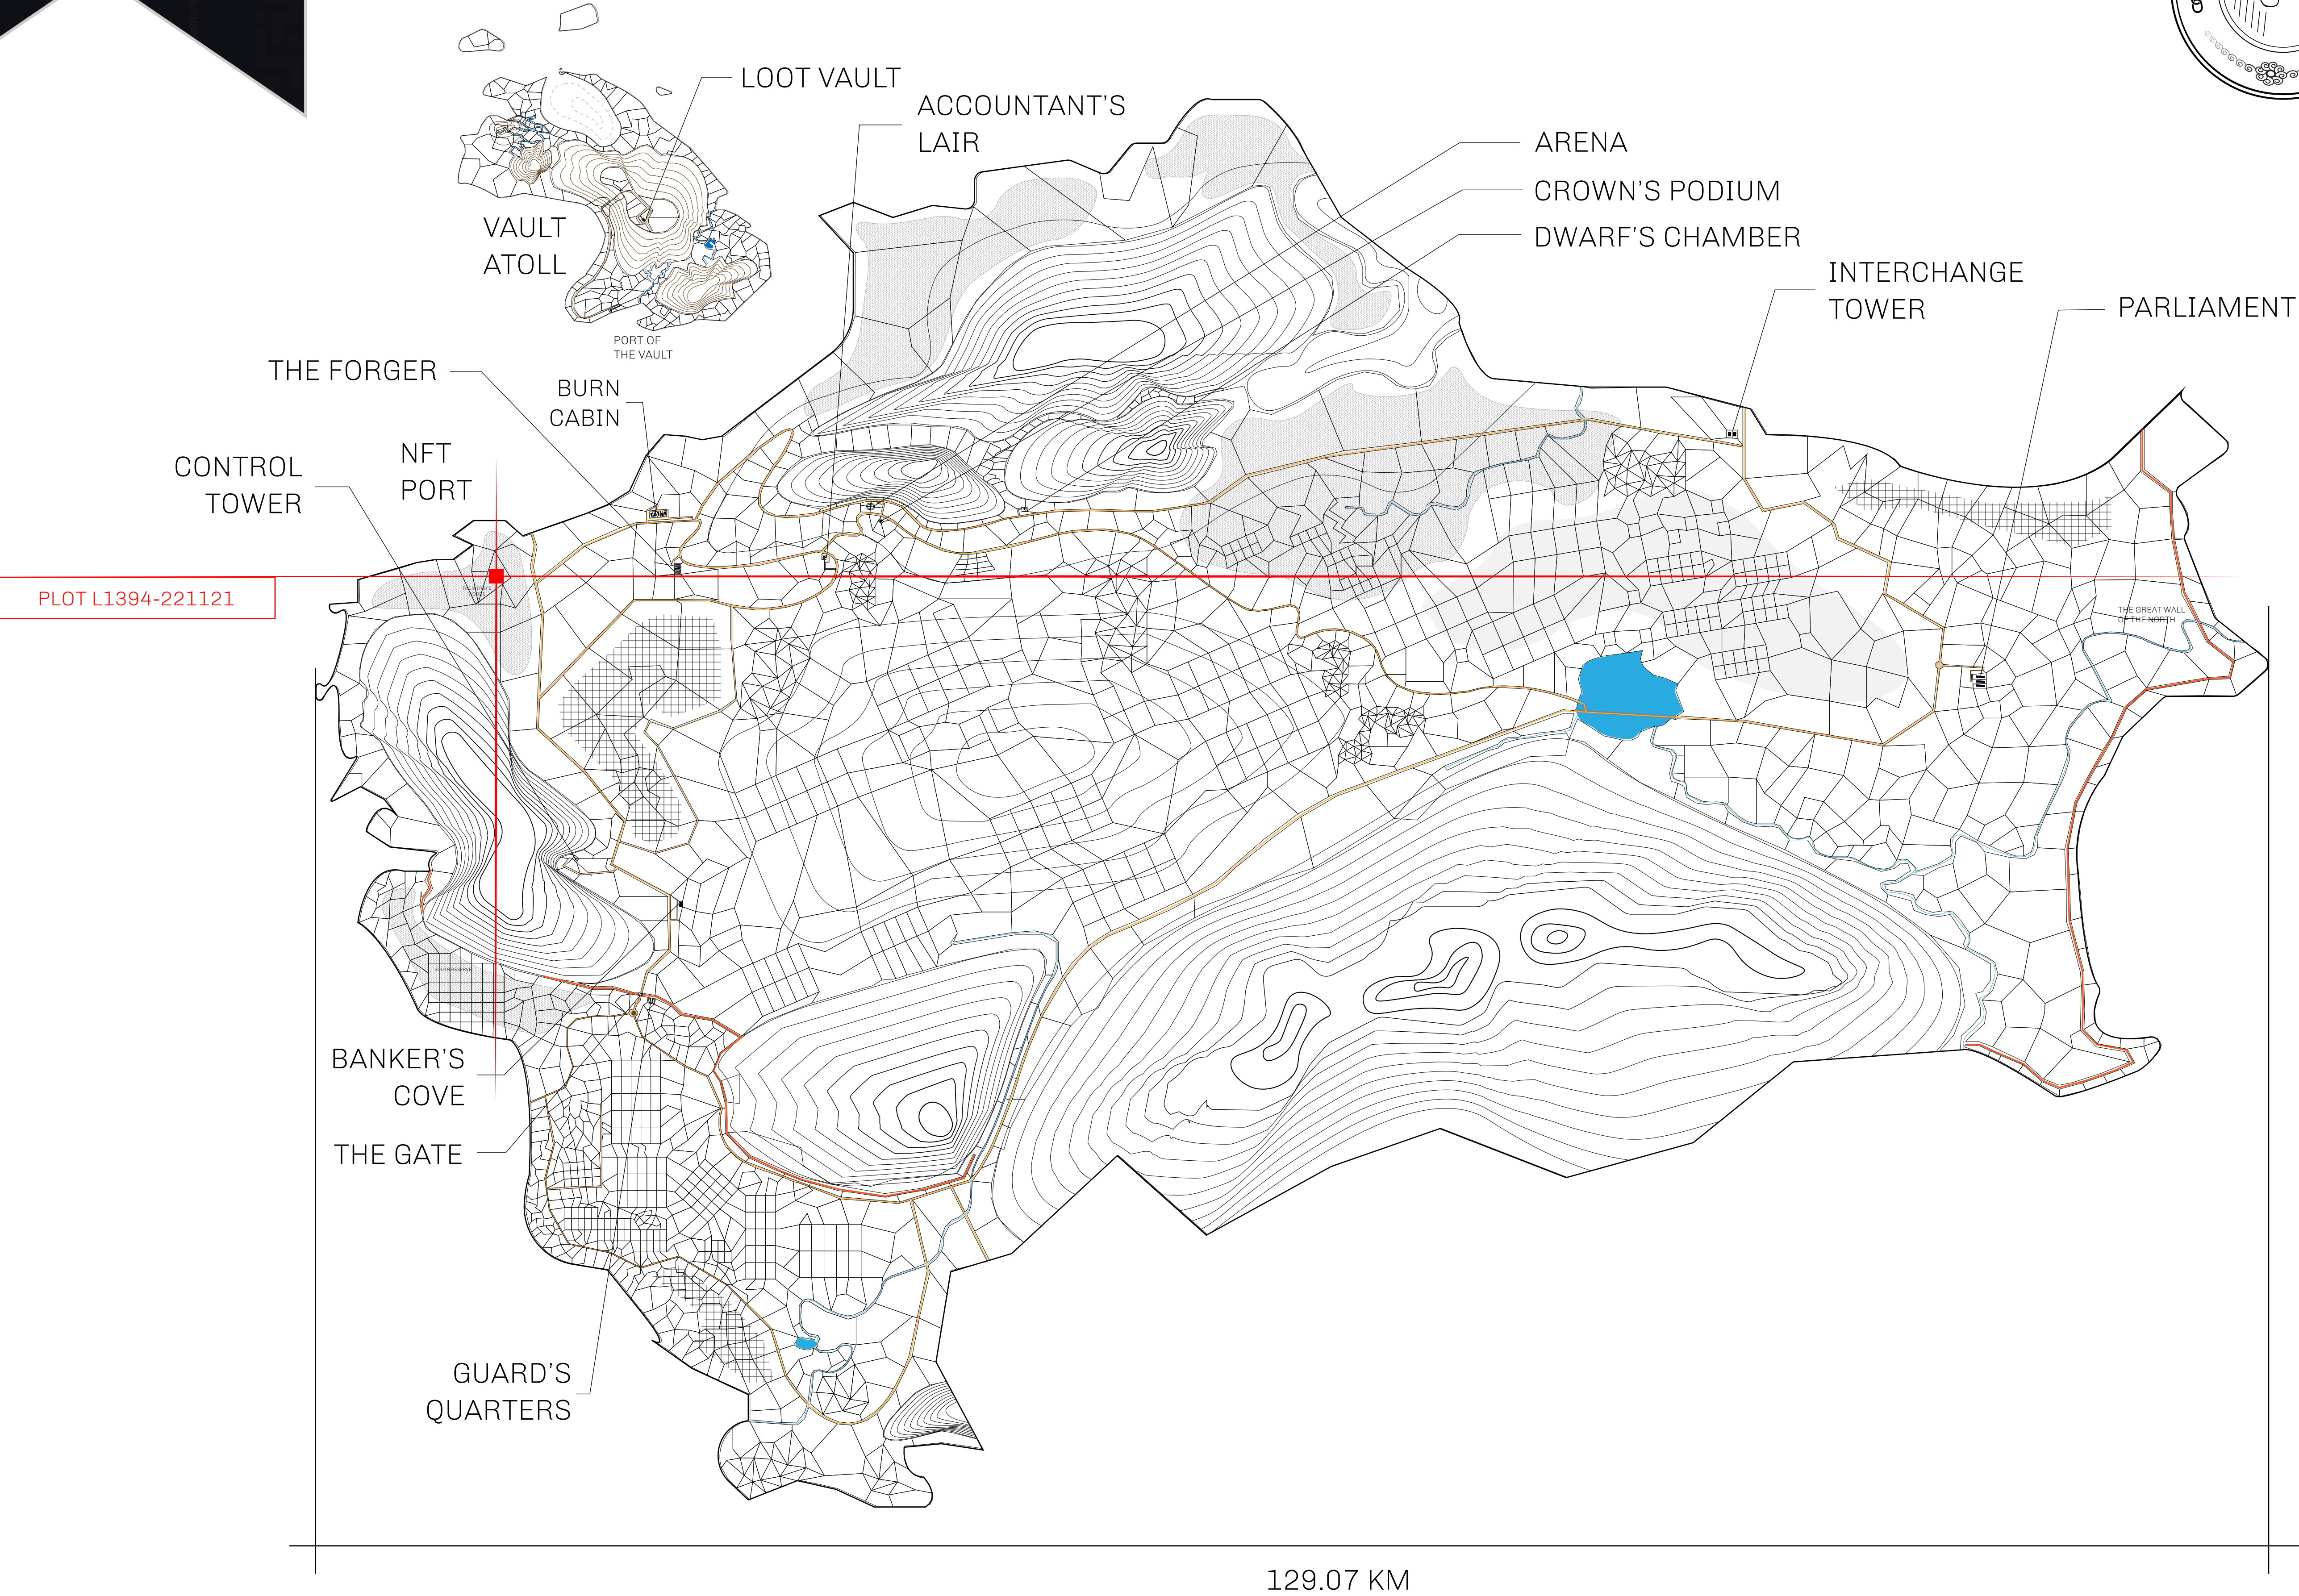 LOOT VAULT
ACCOUNTANT'S
LAIR
ARENA
CROWN'S PODIUM
DWARF'S CHAMBER
VAULT
ATOLL
INTERCHANGE
TOWER
PARLIAMENT
PORT OF
THE VAULT
THE FORGER
BURN
CABIN
NFT
PORT
CONTROL
TOWER
PLOT L1394-221121
THE GREAT WALL
OF THE NORTH
SOUTH RESERVE
BANKER'S
COVE
THE GATE
GUARD'S
QUARTERS
129.07 KM